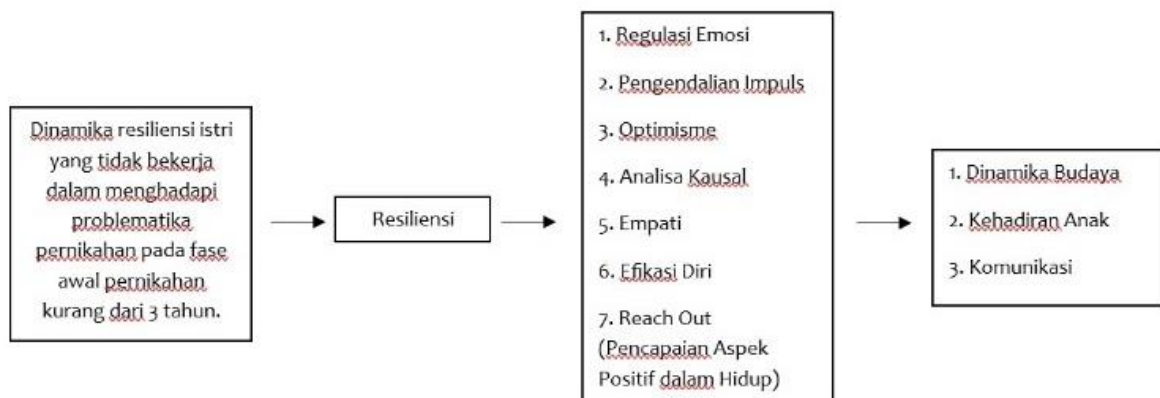 Dinamika resiliensi istri
yang tidak bekerja
dalam menghadapi
problematika
pernikahan pada fase
awal pernikahan
kurang dari 3 tahun.
Resiliensi
1. Regulasi Emosi
2. Pengendalian Impuls
3. Optimisme
4. Analisa Kausal
5. Empati
6. Efikasi Diri
7. Reach Out
(Pencapaian Aspek
Positif dalam Hidup)
1. Dinamika Budaya
2. Kehadiran Anak
3. Komunikasi